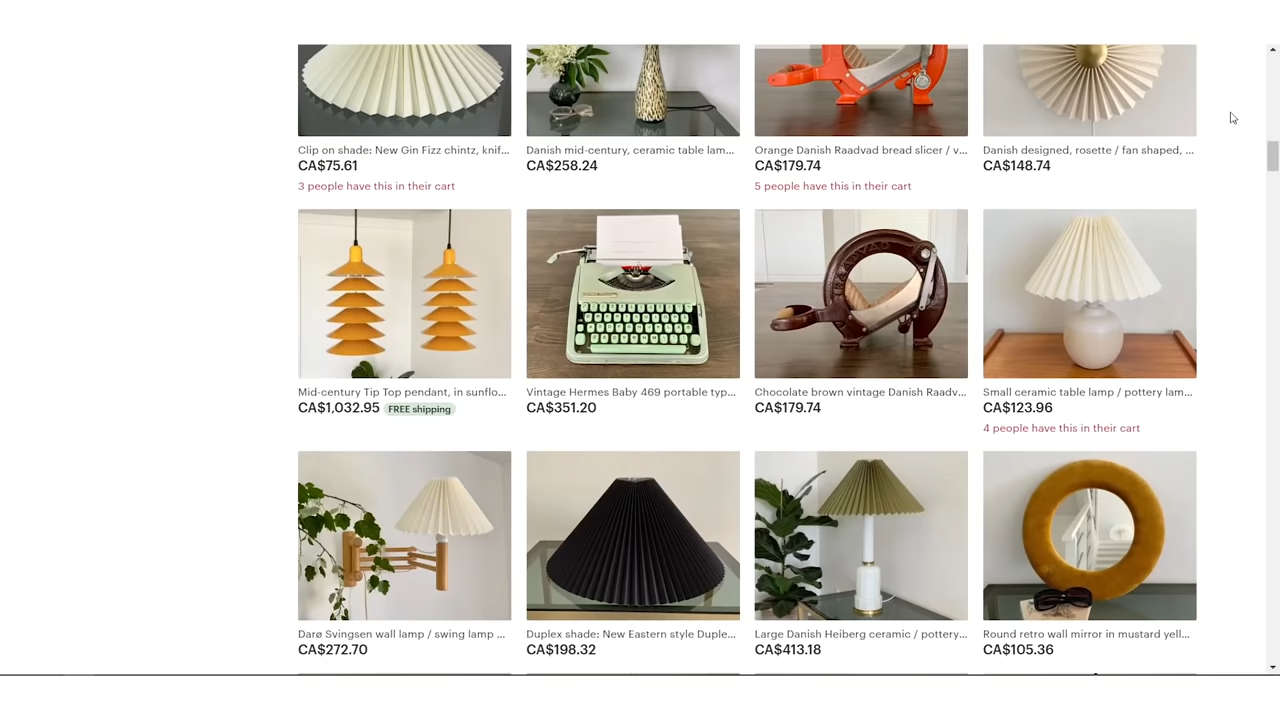 Clip on shade: New Gin Fizz chintz, knif...
CA$75.61
3 people have this in their cart
Danish mid-century, ceramic table lam...
CA$258.24
Orange Danish Raadvad bread slicer / v...
CA$179.74
5 people have this in their cart
Danish designed, rosette / fan shaped, ...
CA$148.74
Mid-century Tip Top pendant, in sunflo...
CA$1,032.95 FREE shipping
Vintage Hermes Baby 469 portable typ...
CA$351.20
RAADVAD
Chocolate brown vintage Danish Raadv...
CA$179.74
Small ceramic table lamp / pottery lam...
CA$123.96
4 people have this in their cart
Darø Svingsen wall lamp / swing lamp ...
CA$272.70
Duplex shade: New Eastern style Duple...
CA$198.32
Large Danish Heiberg ceramic / pottery...
CA$413.18
Round retro wall mirror in mustard yell...
CA$105.36